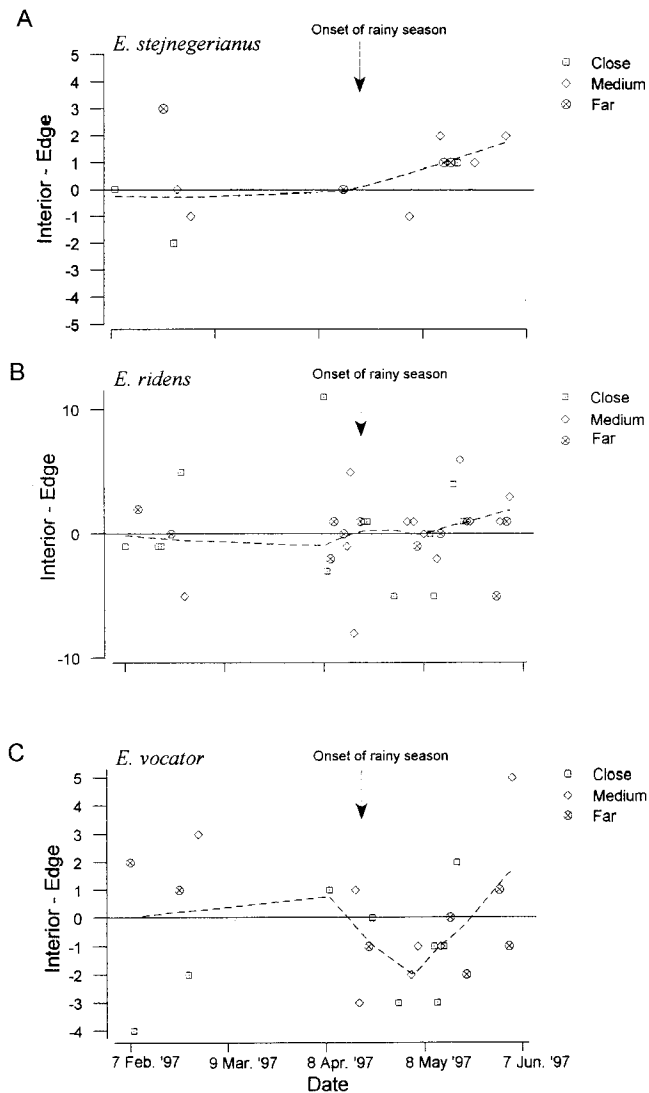 A
E. stejnegerianus
Onset of rainy season
Close
Medium
Far
Interior - Edge
5
4
3
2
1
0
-1
-2
-3
-4
-5
B
E. ridens
Onset of rainy season
Close
Medium
Far
Interior - Edge
10
0
-10
C
E. vocator
Onset of rainy season
Close
Medium
Far
Interior - Edge
5
4
3
2
1
0
-1
-2
-3
-4
7 Feb. '97 9 Mar. '97 8 Apr. '97 8 May '97 7 Jun. '97
Date